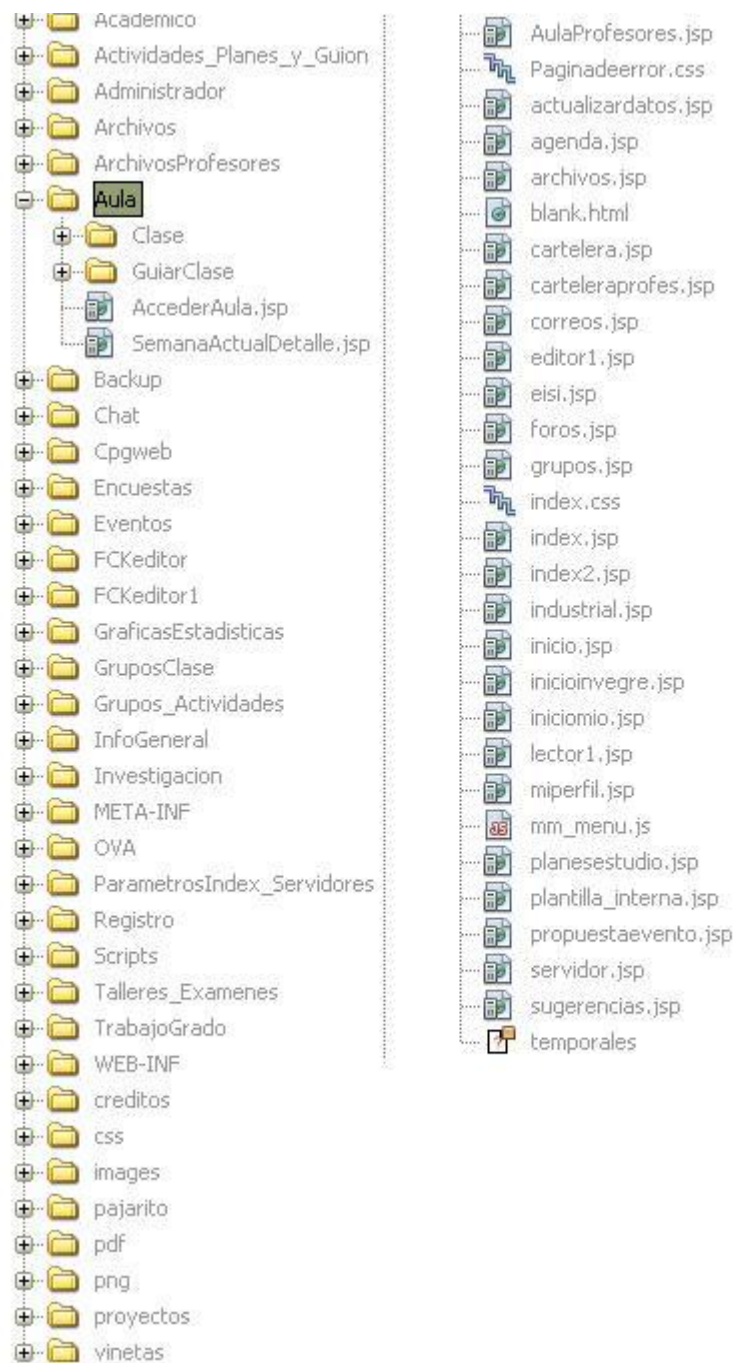 Academico
Actividades_Planes_y_Guion
Administrador
Archivos
ArchivosProfesores
Aula
Clase
GuiarClase
AccederAula.jsp
SemanaActualDetalle.jsp
Backup
Chat
Cpgweb
Encuestas
Eventos
FCKeditor
FCKeditor1
GraficasEstadisticas
GruposClase
Grupos_Actividades
InfoGeneral
Investigacion
META-INF
OVA
ParametrosIndex_Servidores
Registro
Scripts
Talleres_Examenes
TrabajoGrado
WEB-INF
creditos
css
images
pajarito
pdf
png
proyectos
vinetas
AulaProfesores.jsp
Paginadeerror.css
actualizardatos.jsp
agenda.jsp
archivos.jsp
blank.html
cartelera.jsp
carteleraprofes.jsp
correos.jsp
editor1.jsp
eisi.jsp
foros.jsp
grupos.jsp
index.css
index.jsp
index2.jsp
industrial.jsp
inicio.jsp
inicioinvegre.jsp
iniciomio.jsp
lector1.jsp
miperfil.jsp
mm_menu.js
planesestudio.jsp
plantilla_interna.jsp
propuestaevento.jsp
servidor.jsp
sugerencias.jsp
temporales